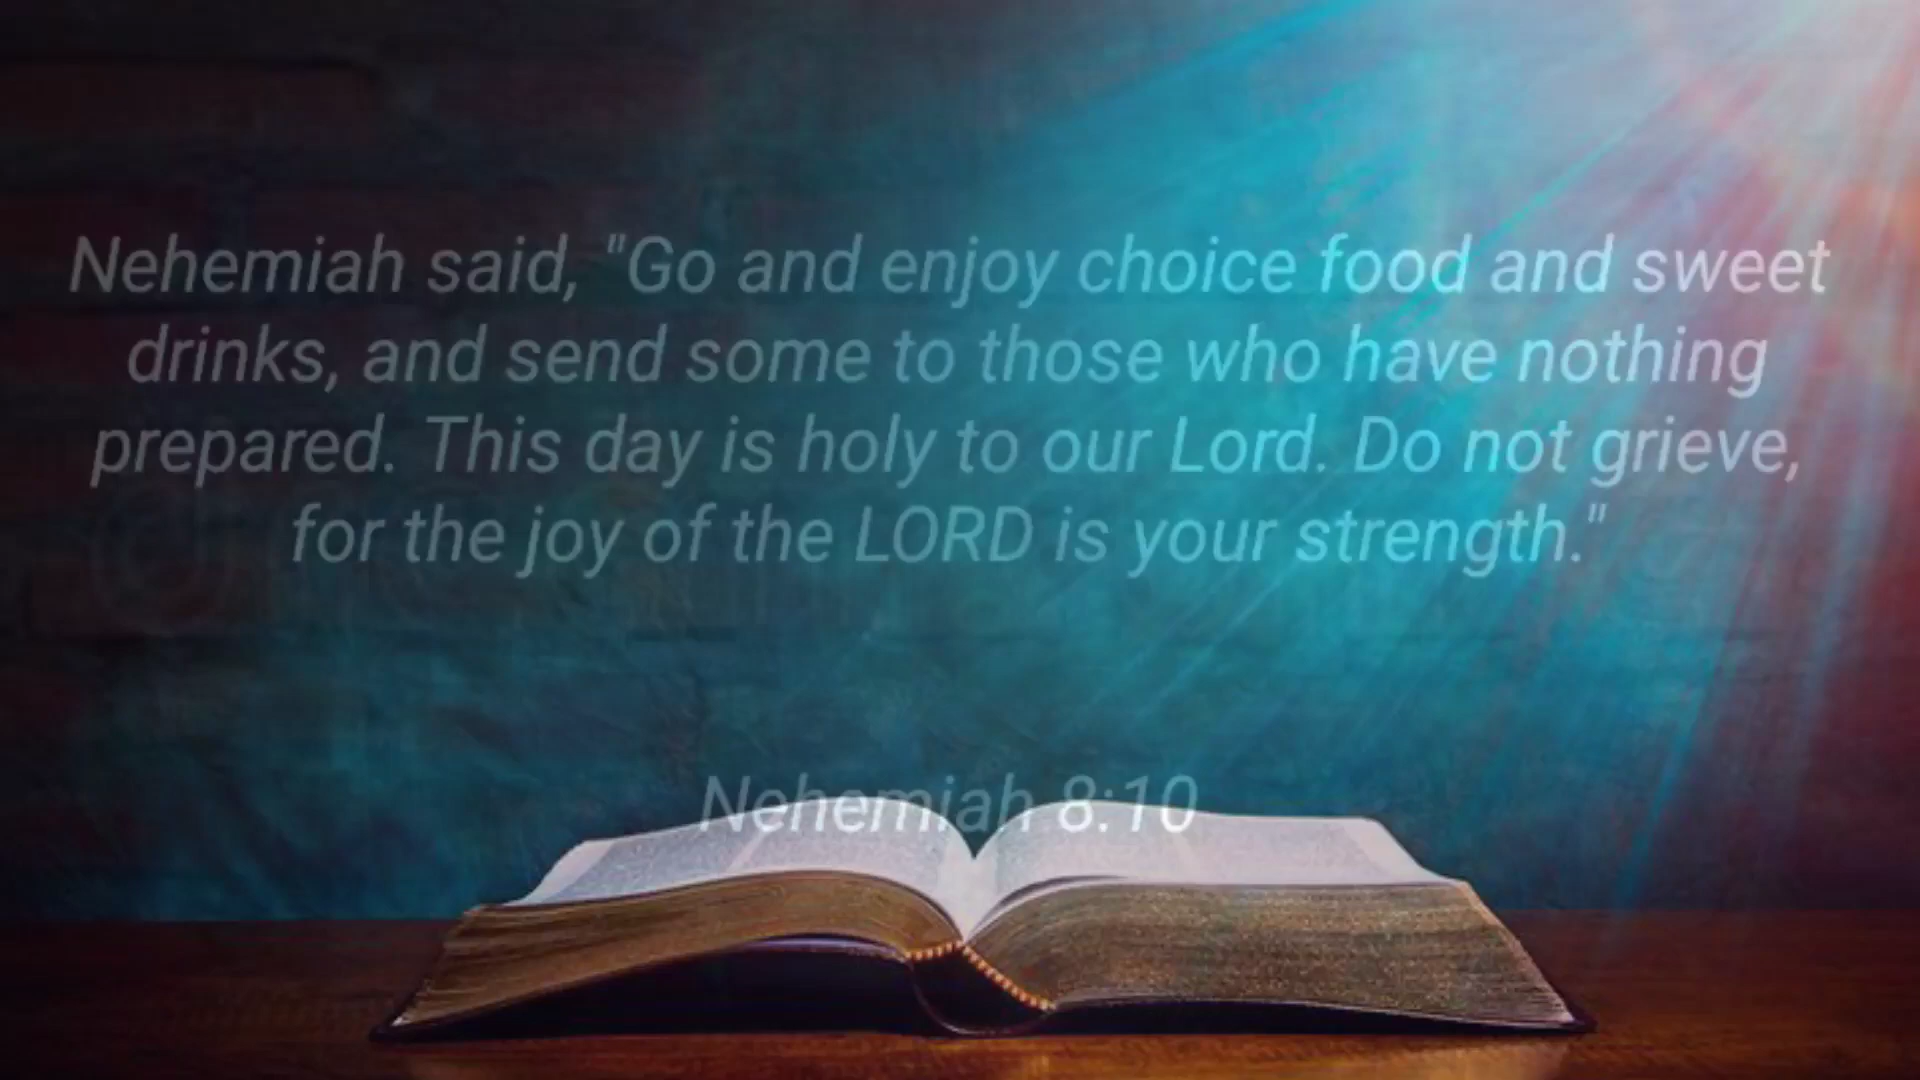 Nehemiah said, "Go and enjoy choice food and sweet
drinks, and send some to those who have nothing
prepared. This day is holy to our Lord. Do not grieve,
for the joy of the LORD is your strength."
Nehemiah 8:10